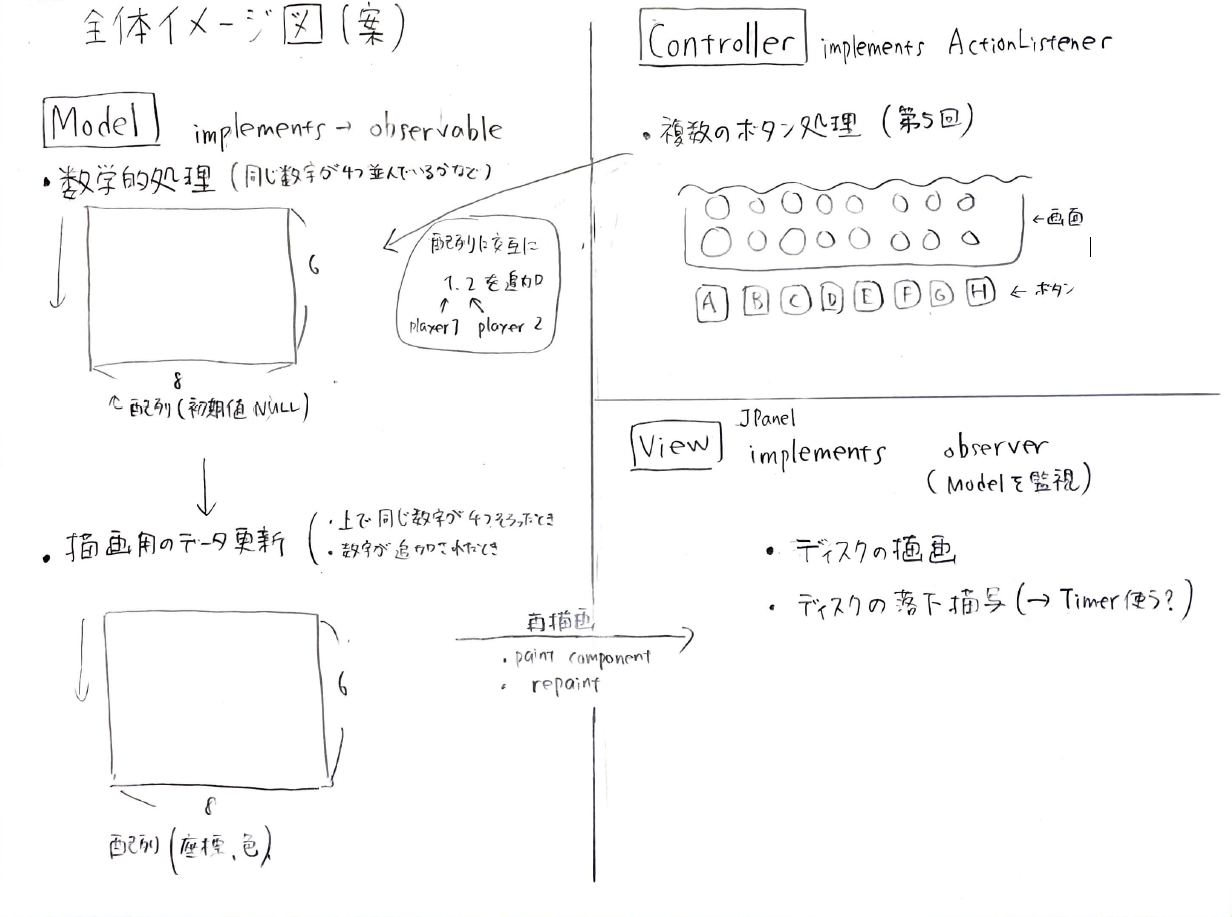 全体イメージ図(案)
Model implements → observable
・数学的処理(同じ数字が4つ並んでいるかなど)
6
8
配列(初期値 NULL)
配列に交互に
1, 2 を追加
player1 player 2
・描画用のデータ更新
・上で同じ数字が4つそろったとき
・数字が追加されたとき
6
8
配列(座標、色)
再描画
・paint component
・repaint
Controller implements ActionListener
・複数のボタン処理 (第5回)
←画面
A B C D E F G H ← ボタン
View JPanel
implements observer
(Modelを監視)
・ディスクの描画
・ディスクの落下描写(→ Timer使う?)